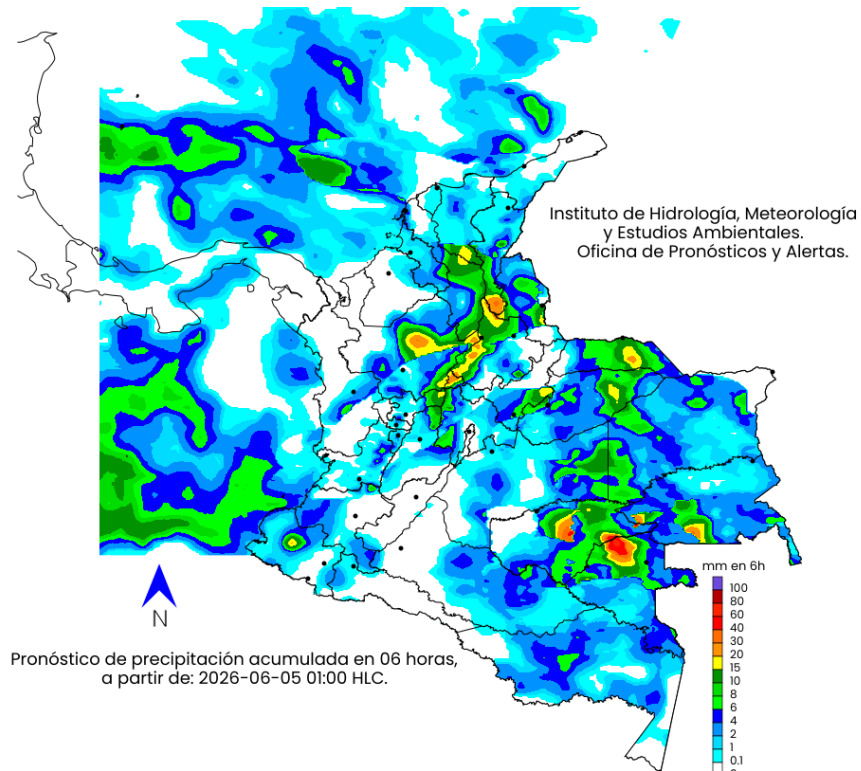 Instituto de Hidrología, Meteorología
y Estudios Ambientales.
Oficina de Pronósticos y Alertas.
mm en 6h
100
80
60
40
30
20
15
10
8
6
4
2
1
0.1
N
Pronóstico de precipitación acumulada en 06 horas,
a partir de: 2026-06-05 01:00 HLC.